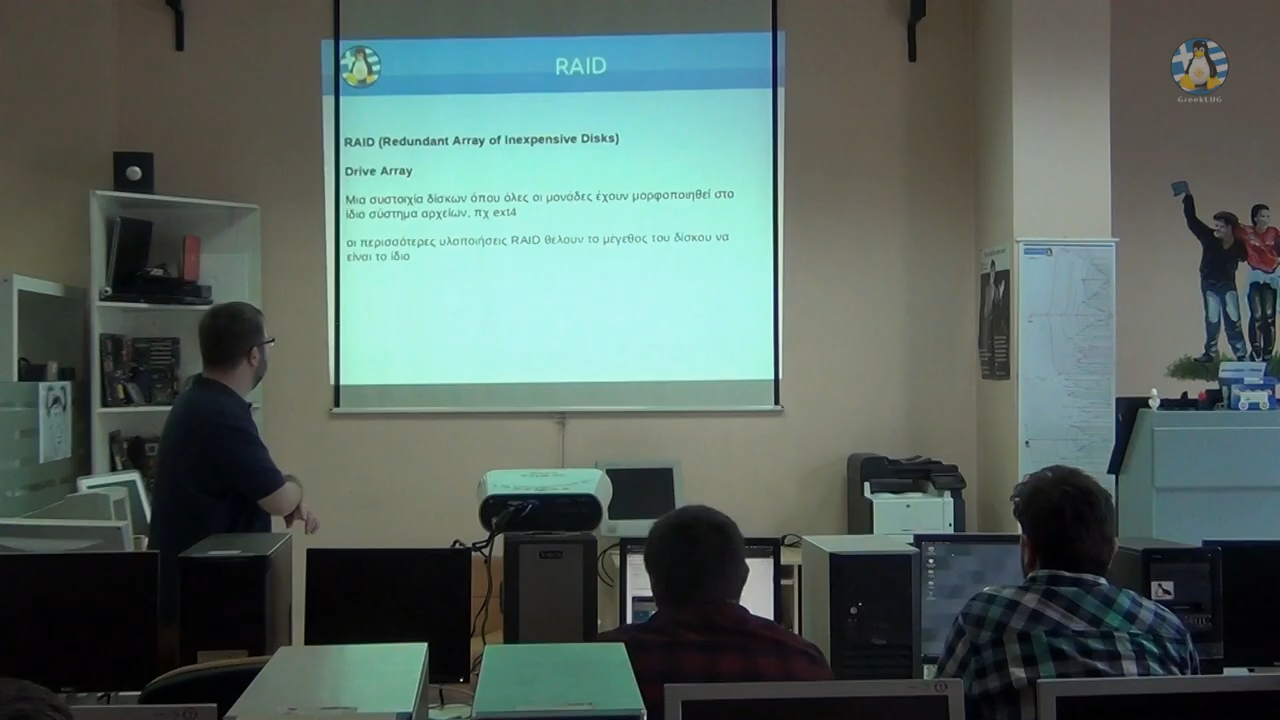 RAID
GreekLUG
RAID (Redundant Array of Inexpensive Disks)
Drive Array
Μια συστοιχία δίσκων όπου όλες οι μονάδες έχουν μορφοποιηθεί στο
ίδιο σύστημα αρχείων, πχ ext4
οι περισσότερες υλοποιήσεις RAID θέλουν το μέγεθος του δίσκου να
είναι το ίδιο